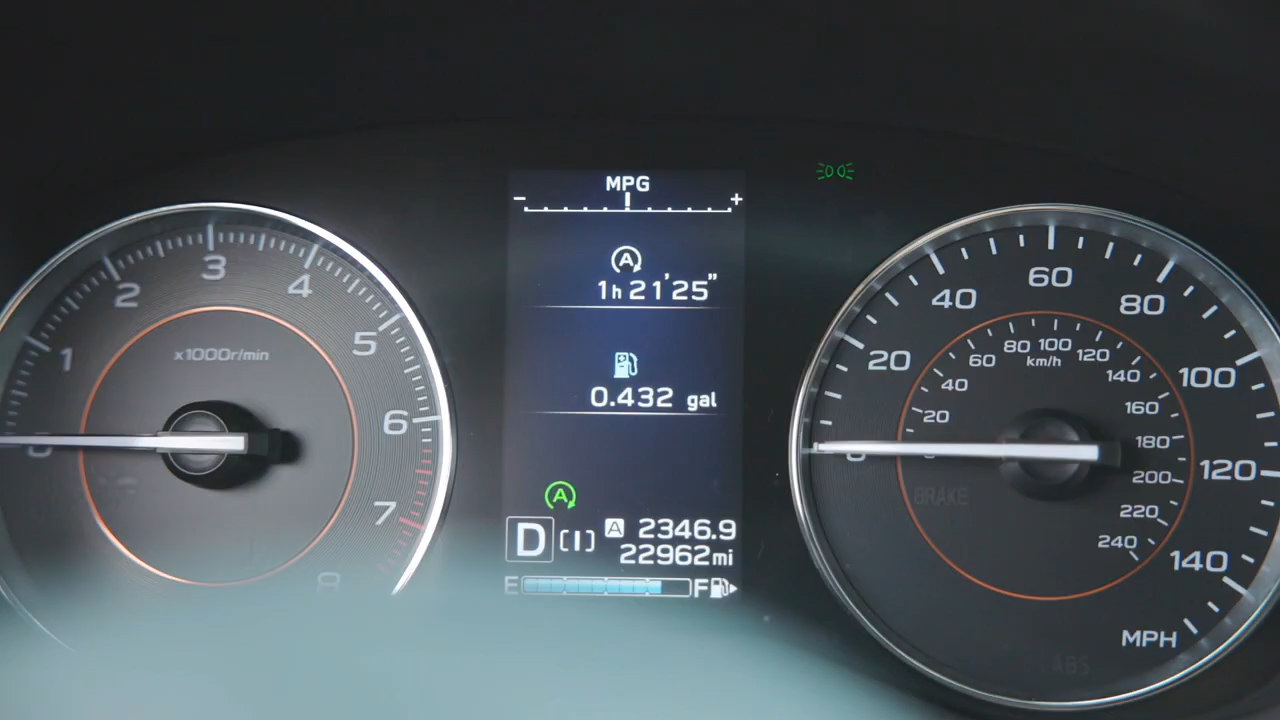 MPG
- +
A
1h 21'25"
0.432 gal
A
D [I] A 2346.9
22962mi
E F
0 1 2 3 4 5 6 7 8
x1000r/min
0 20 40 60 80 100 120 140
MPH
20 40 60 80 100 120 140 160 180 200 220 240
km/h
BRAKE
ABS